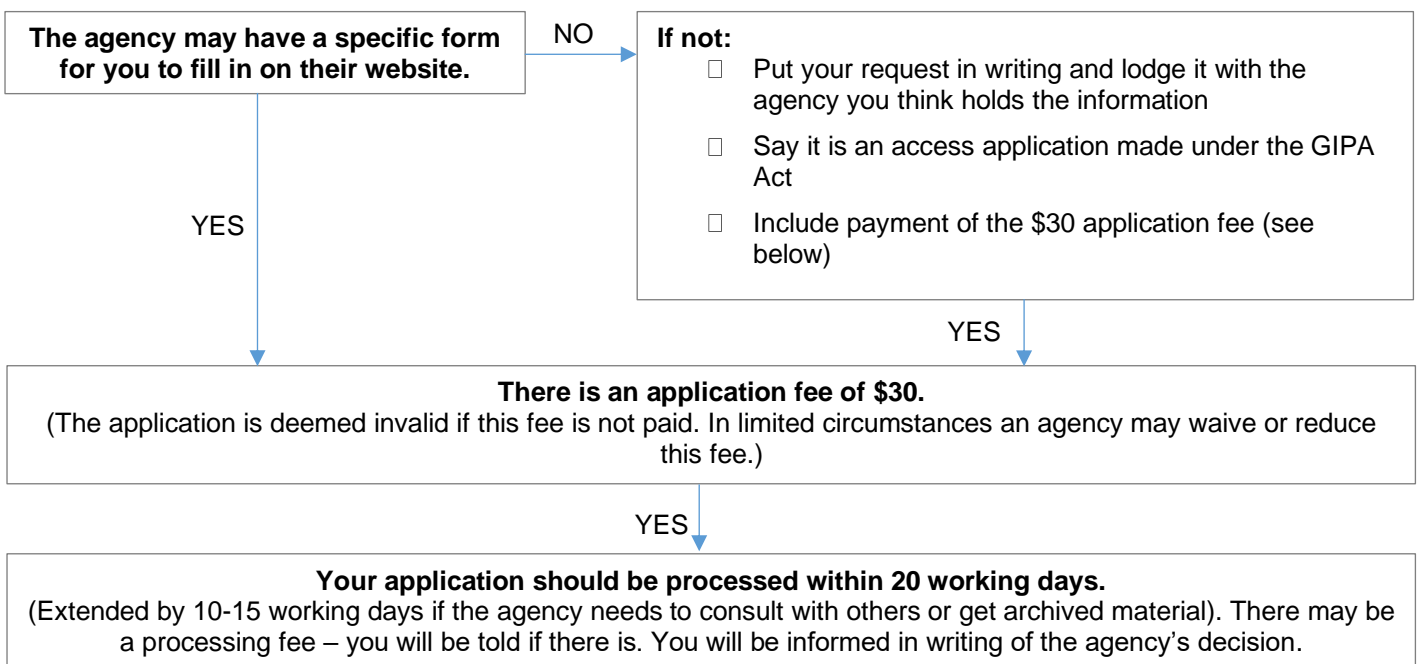 The agency may have a specific form
for you to fill in on their website.
NO
If not:
☐ Put your request in writing and lodge it with the
agency you think holds the information
☐ Say it is an access application made under the GIPA
Act
☐ Include payment of the $30 application fee (see
below)
YES
YES
There is an application fee of $30.
(The application is deemed invalid if this fee is not paid. In limited circumstances an agency may waive or reduce
this fee.)
YES
Your application should be processed within 20 working days.
(Extended by 10-15 working days if the agency needs to consult with others or get archived material). There may be
a processing fee – you will be told if there is. You will be informed in writing of the agency’s decision.